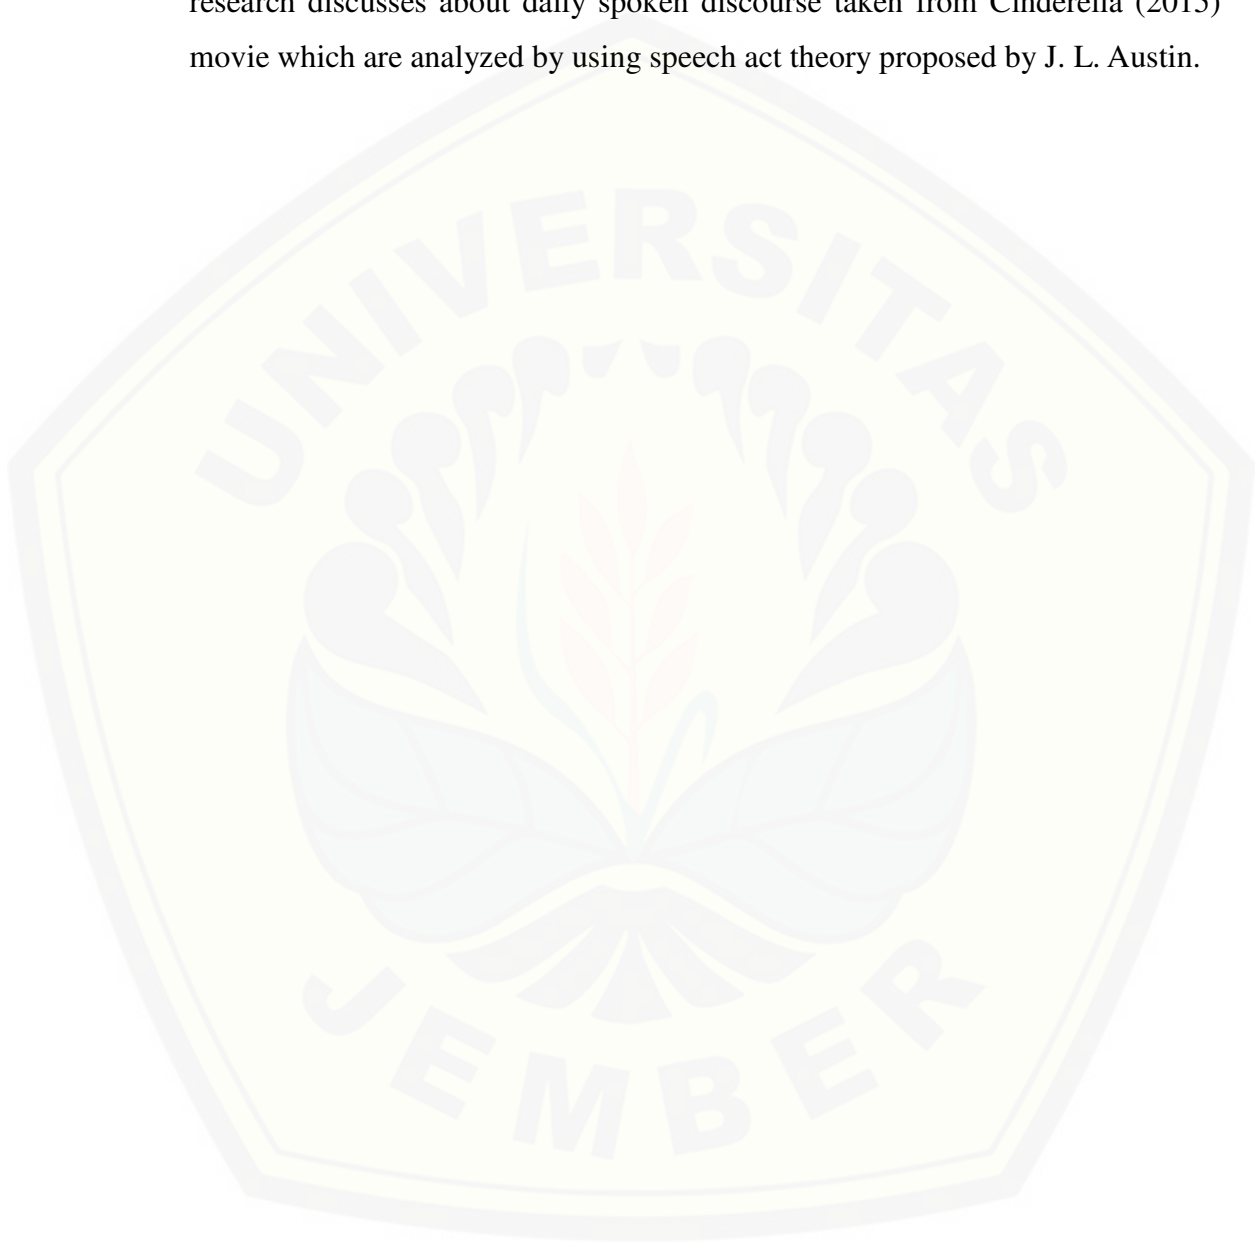 research discusses about daily spoken discourse taken from Cinderella (2015)
movie which are analyzed by using speech act theory proposed by J. L. Austin.
UNIVERSITAS
JEMBER